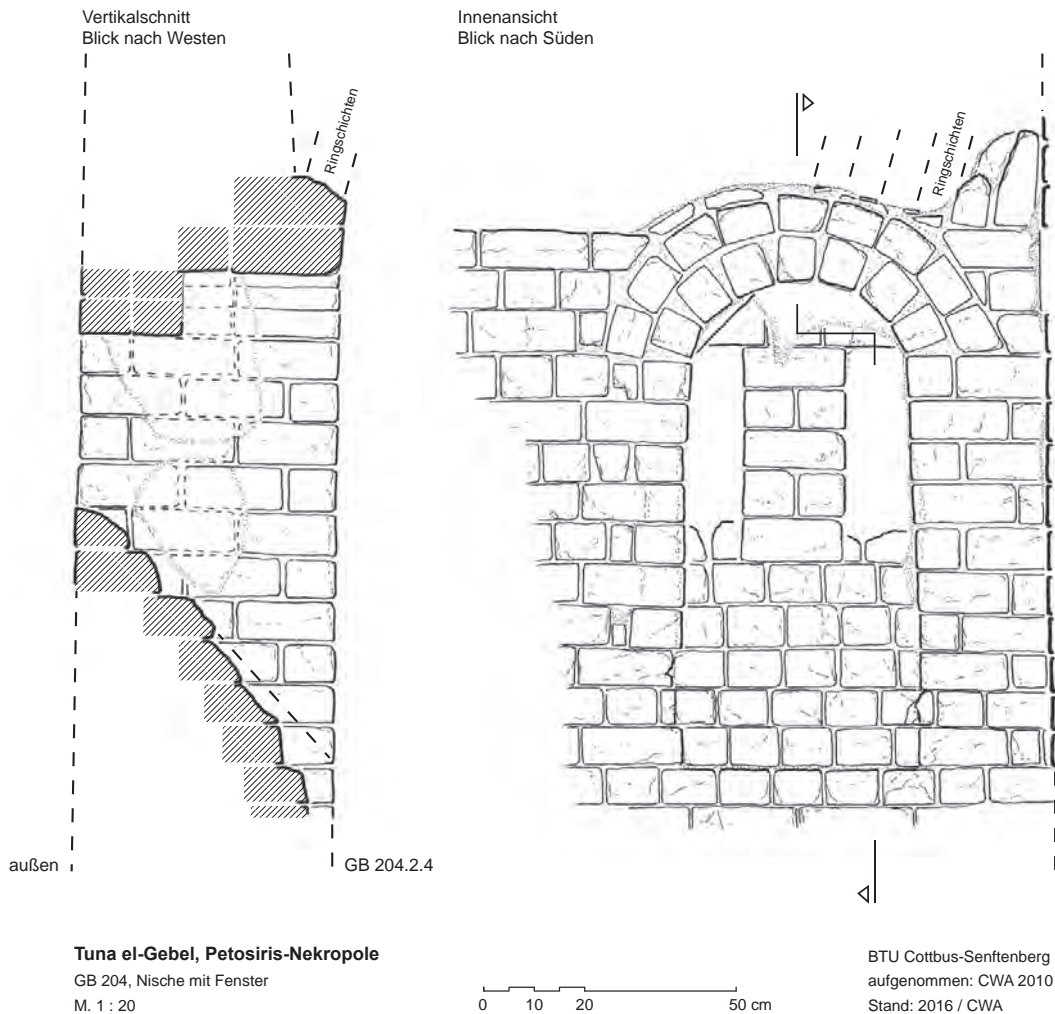 Vertikalschnitt
Blick nach Westen
Innenansicht
Blick nach Süden
Ringschichten
Ringschichten
außen
GB 204.2.4
Tuna el-Gebel, Petosiris-Nekropole
GB 204, Nische mit Fenster
M. 1 : 20
0 10 20 50 cm
BTU Cottbus-Senftenberg
aufgenommen: CWA 2010
Stand: 2016 / CWA